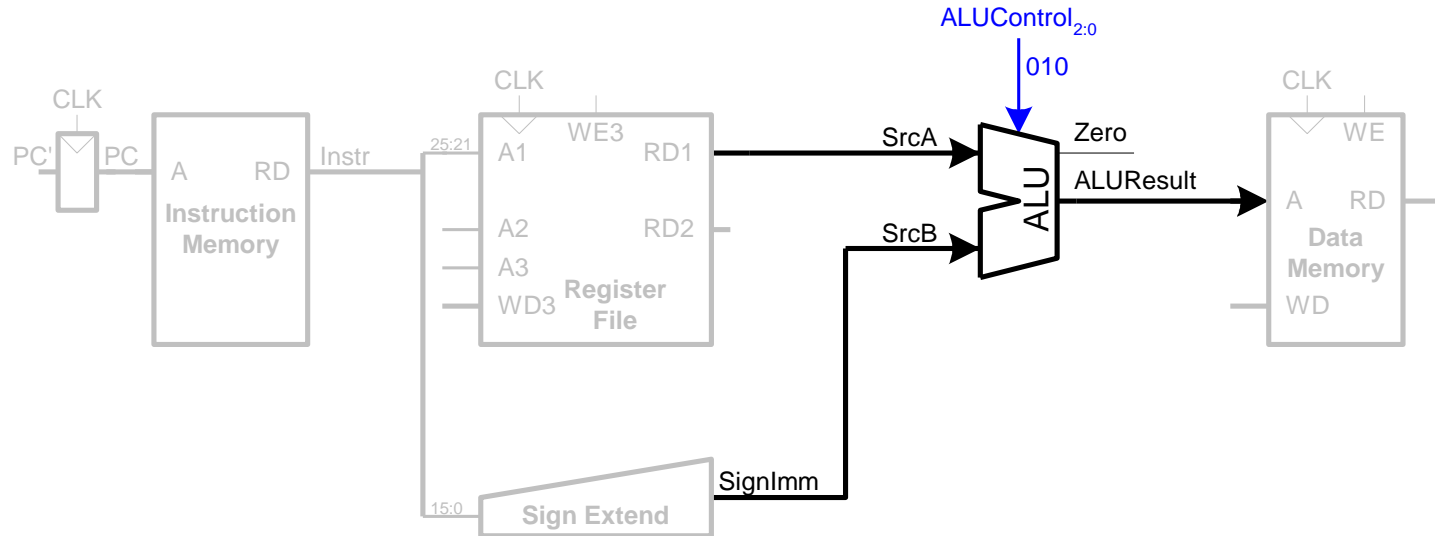 ALUControl2:0
010
CLK
CLK
CLK
PC'
PC
A
RD
Instr
Instruction
Memory
25:21
A1
WE3
RD1
A2
RD2
A3
WD3
Register
File
SrcA
SrcB
ALU
Zero
ALUResult
WE
A
RD
Data
Memory
WD
15:0
Sign Extend
SignImm